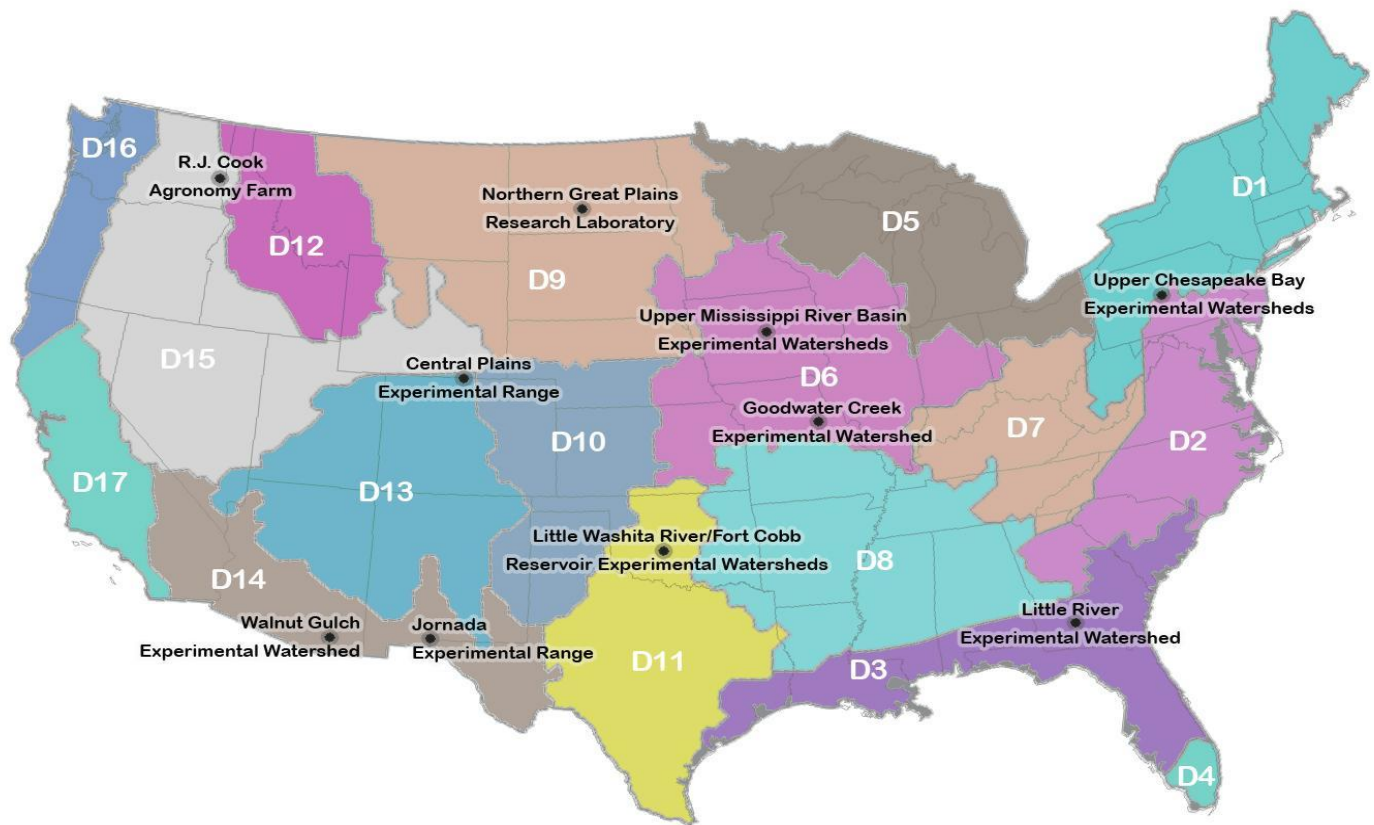 D16
R.J. Cook
Agronomy Farm
D12
Northern Great Plains
Research Laboratory
D9
D5
D1
Upper Chesapeake Bay
Experimental Watersheds
Upper Mississippi River Basin
Experimental Watersheds
D15
Central Plains
Experimental Range
D6
Goodwater Creek
Experimental Watershed
D7
D2
D10
D17
D13
Little Washita River/Fort Cobb
Reservoir Experimental Watersheds
D8
D14
Walnut Gulch
Experimental Watershed
Jornada
Experimental Range
Little River
Experimental Watershed
D11
D3
D4